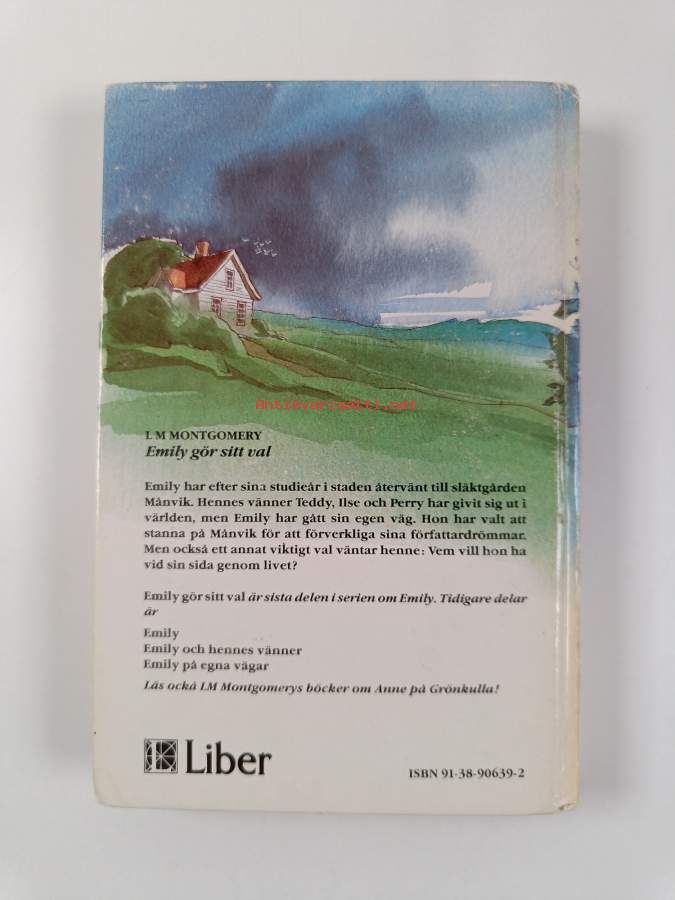 Antikvariaatti.net
L M MONTGOMERY
Emily gör sitt val
Emily har efter sina studieår i staden återvänt till släktgården
Månvik. Hennes vänner Teddy, Ilse och Perry har givit sig ut i
världen, men Emily har gått sin egen väg. Hon har valt att
stanna på Månvik för att förverkliga sina författardrömmar.
Men också ett annat viktigt val väntar henne: Vem vill hon ha
vid sin sida genom livet?
Emily gör sitt val är sista delen i serien om Emily. Tidigare delar
är
Emily
Emily och hennes vänner
Emily på egna vägar
Läs ockå LM Montgomerys böcker om Anne på Grönkulla!
Liber
ISBN 91-38-90639-2